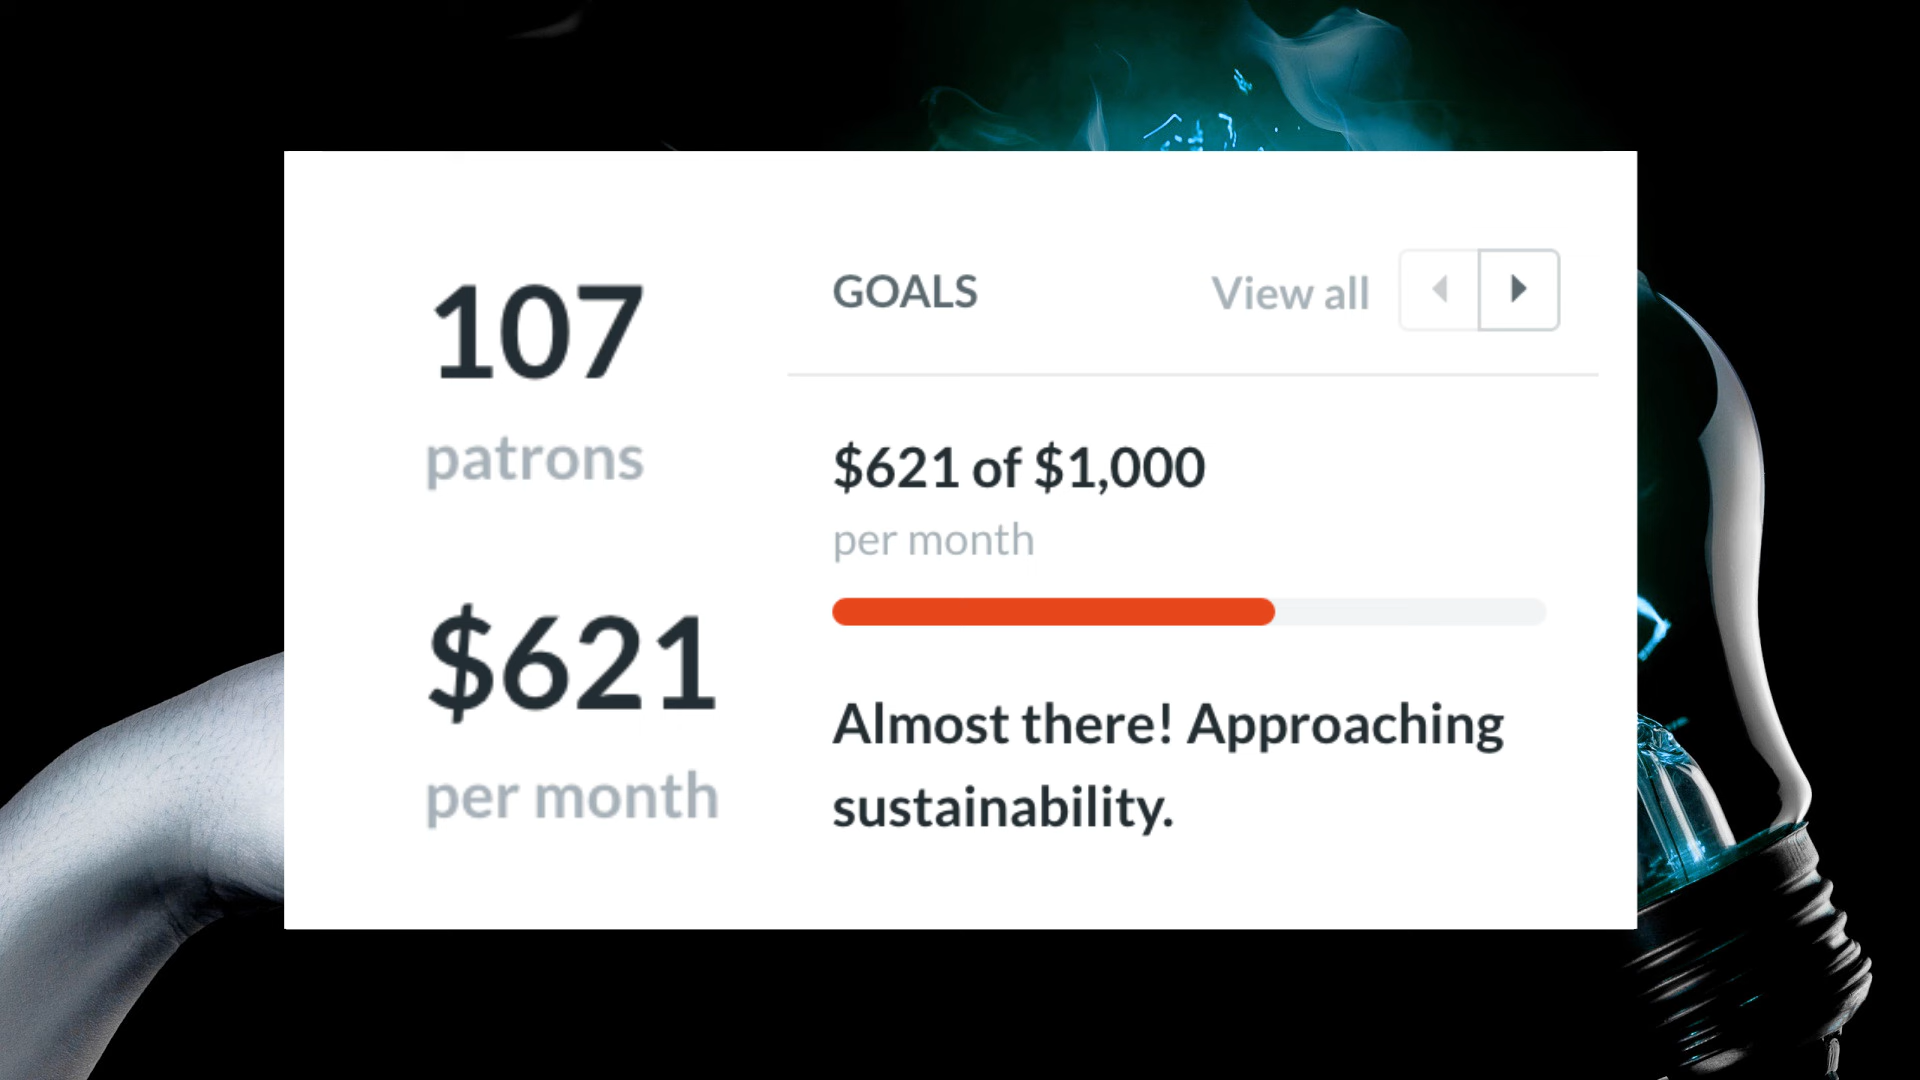 107
patrons
$621
per month
GOALS
View all
$621 of $1,000
per month
Almost there! Approaching
sustainability.